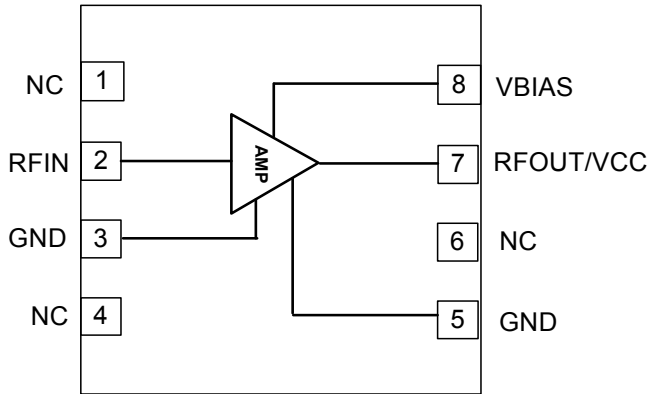 NC 1
RFIN 2
GND 3
NC 4
AMP
8 VBIAS
7 RFOUT/VCC
6 NC
5 GND